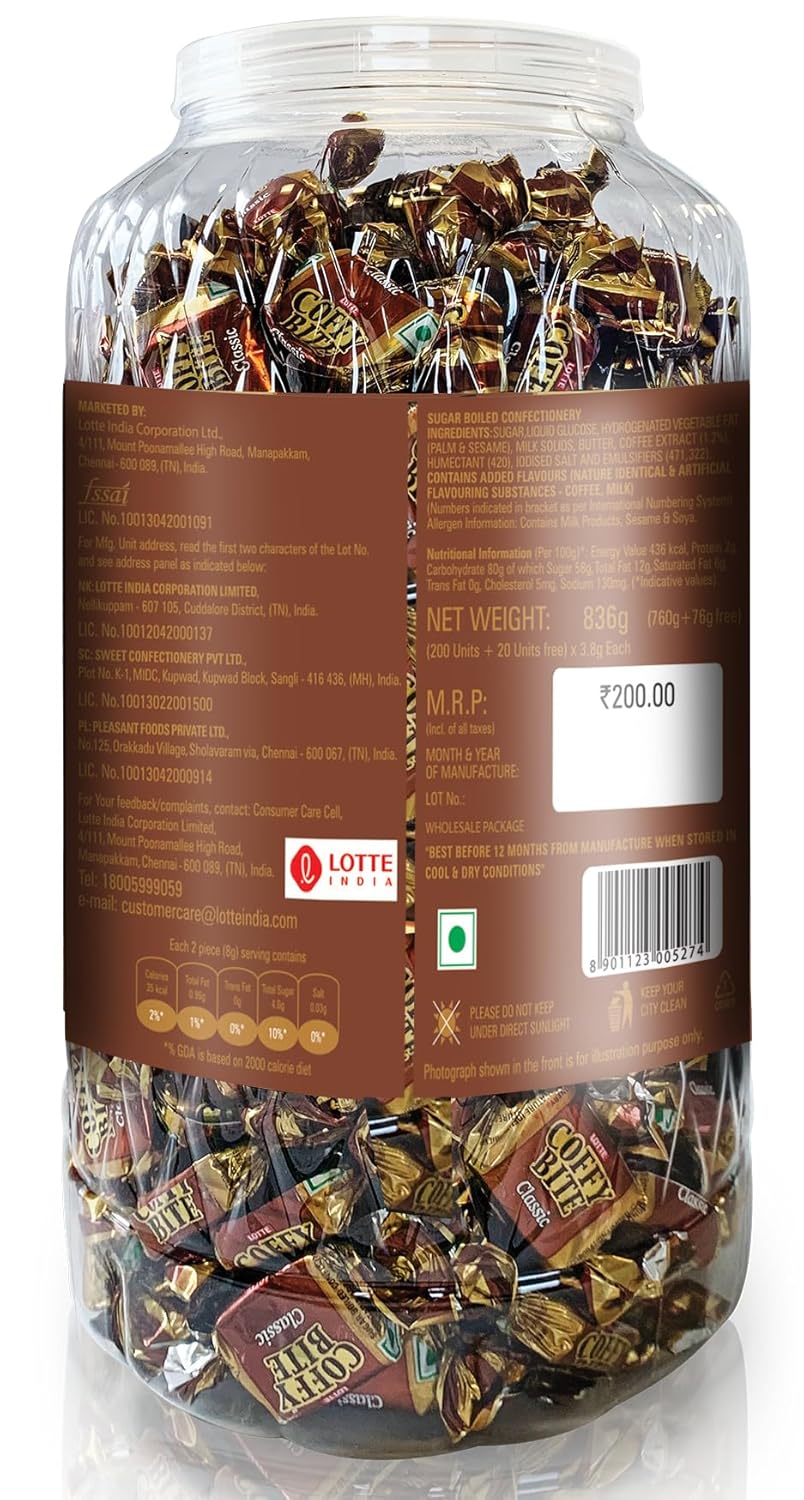 MARKETED BY:
Lotte India Corporation Ltd.,
4/111, Mount Poonamallee High Road, Manapakkam,
Chennai - 600 089, (TN), India.
fssai
LIC. No.10013042001091
For Mfg. Unit address, read the first two characters of the Lot No.
and see address panel as indicated below:
NK: LOTTE INDIA CORPORATION LIMITED,
Nellikuppam - 607 105, Cuddalore District, (TN), India.
LIC. No.10012042000137
SC: SWEET CONFECTIONERY PVT LTD.,
Plot No. K-1, MIDC, Kupwad, Kupwad Block, Sangli - 416 436, (MH), India.
LIC. No.10013022001500
PL: PLEASANT FOODS PRIVATE LTD.,
No.125, Orakkadu Village, Sholavaram via, Chennai - 600 067, (TN), India.
LIC. No.10013042000914
For Your feedback/complaints, contact: Consumer Care Cell,
Lotte India Corporation Limited,
4/111, Mount Poonamallee High Road,
Manapakkam, Chennai - 600 089, (TN), India.
Tel: 18005999059
e-mail: customercare@lotteindia.com
LOTTE
INDIA
Each 2 piece (8g) serving contains
Calories Total Fat Trans Fat Total Sugar Salt
35 kcal 0.96g 0g 4.6g 0.03g
2%* 1%* 0%* 10%* 0%*
*% GDA is based on 2000 calorie diet
SUGAR BOILED CONFECTIONERY
INGREDIENTS: SUGAR, LIQUID GLUCOSE, HYDROGENATED VEGETABLE FAT
(PALM & SESAME), MILK SOLIDS, BUTTER, COFFEE EXTRACT (1.7%),
HUMECTANT (420), IODISED SALT AND EMULSIFIERS (471,322).
CONTAINS ADDED FLAVOURS (NATURE IDENTICAL & ARTIFICIAL
FLAVOURING SUBSTANCES - COFFEE, MILK)
(Numbers indicated in bracket as per International Numbering System)
Allergen Information: Contains Milk Products, Sesame & Soya.
Nutritional Information (Per 100g)*: Energy Value 436 kcal, Protein 2g,
Carbohydrate 80g of which Sugar 58g, Total Fat 12g, Saturated Fat 6g,
Trans Fat 0g, Cholesterol 5mg, Sodium 130mg. (*Indicative values)
NET WEIGHT: 836g (760g+76g free)
(200 Units + 20 Units free) x 3.8g Each
M.R.P.:
(Incl. of all taxes)
₹200.00
MONTH & YEAR
OF MANUFACTURE:
LOT No.:
WHOLESALE PACKAGE
"BEST BEFORE 12 MONTHS FROM MANUFACTURE WHEN STORED IN
COOL & DRY CONDITIONS"
8 901123 005274
PLEASE DO NOT KEEP
UNDER DIRECT SUNLIGHT
KEEP YOUR
CITY CLEAN
Photograph shown in the front is for illustration purpose only.
LOTTE
COFFY
BITE
Classic
LOTTE
COFFY
BITE
Classic
LOTTE
COFFY
Classic
COFFY
BITE
LOTTE
Classic